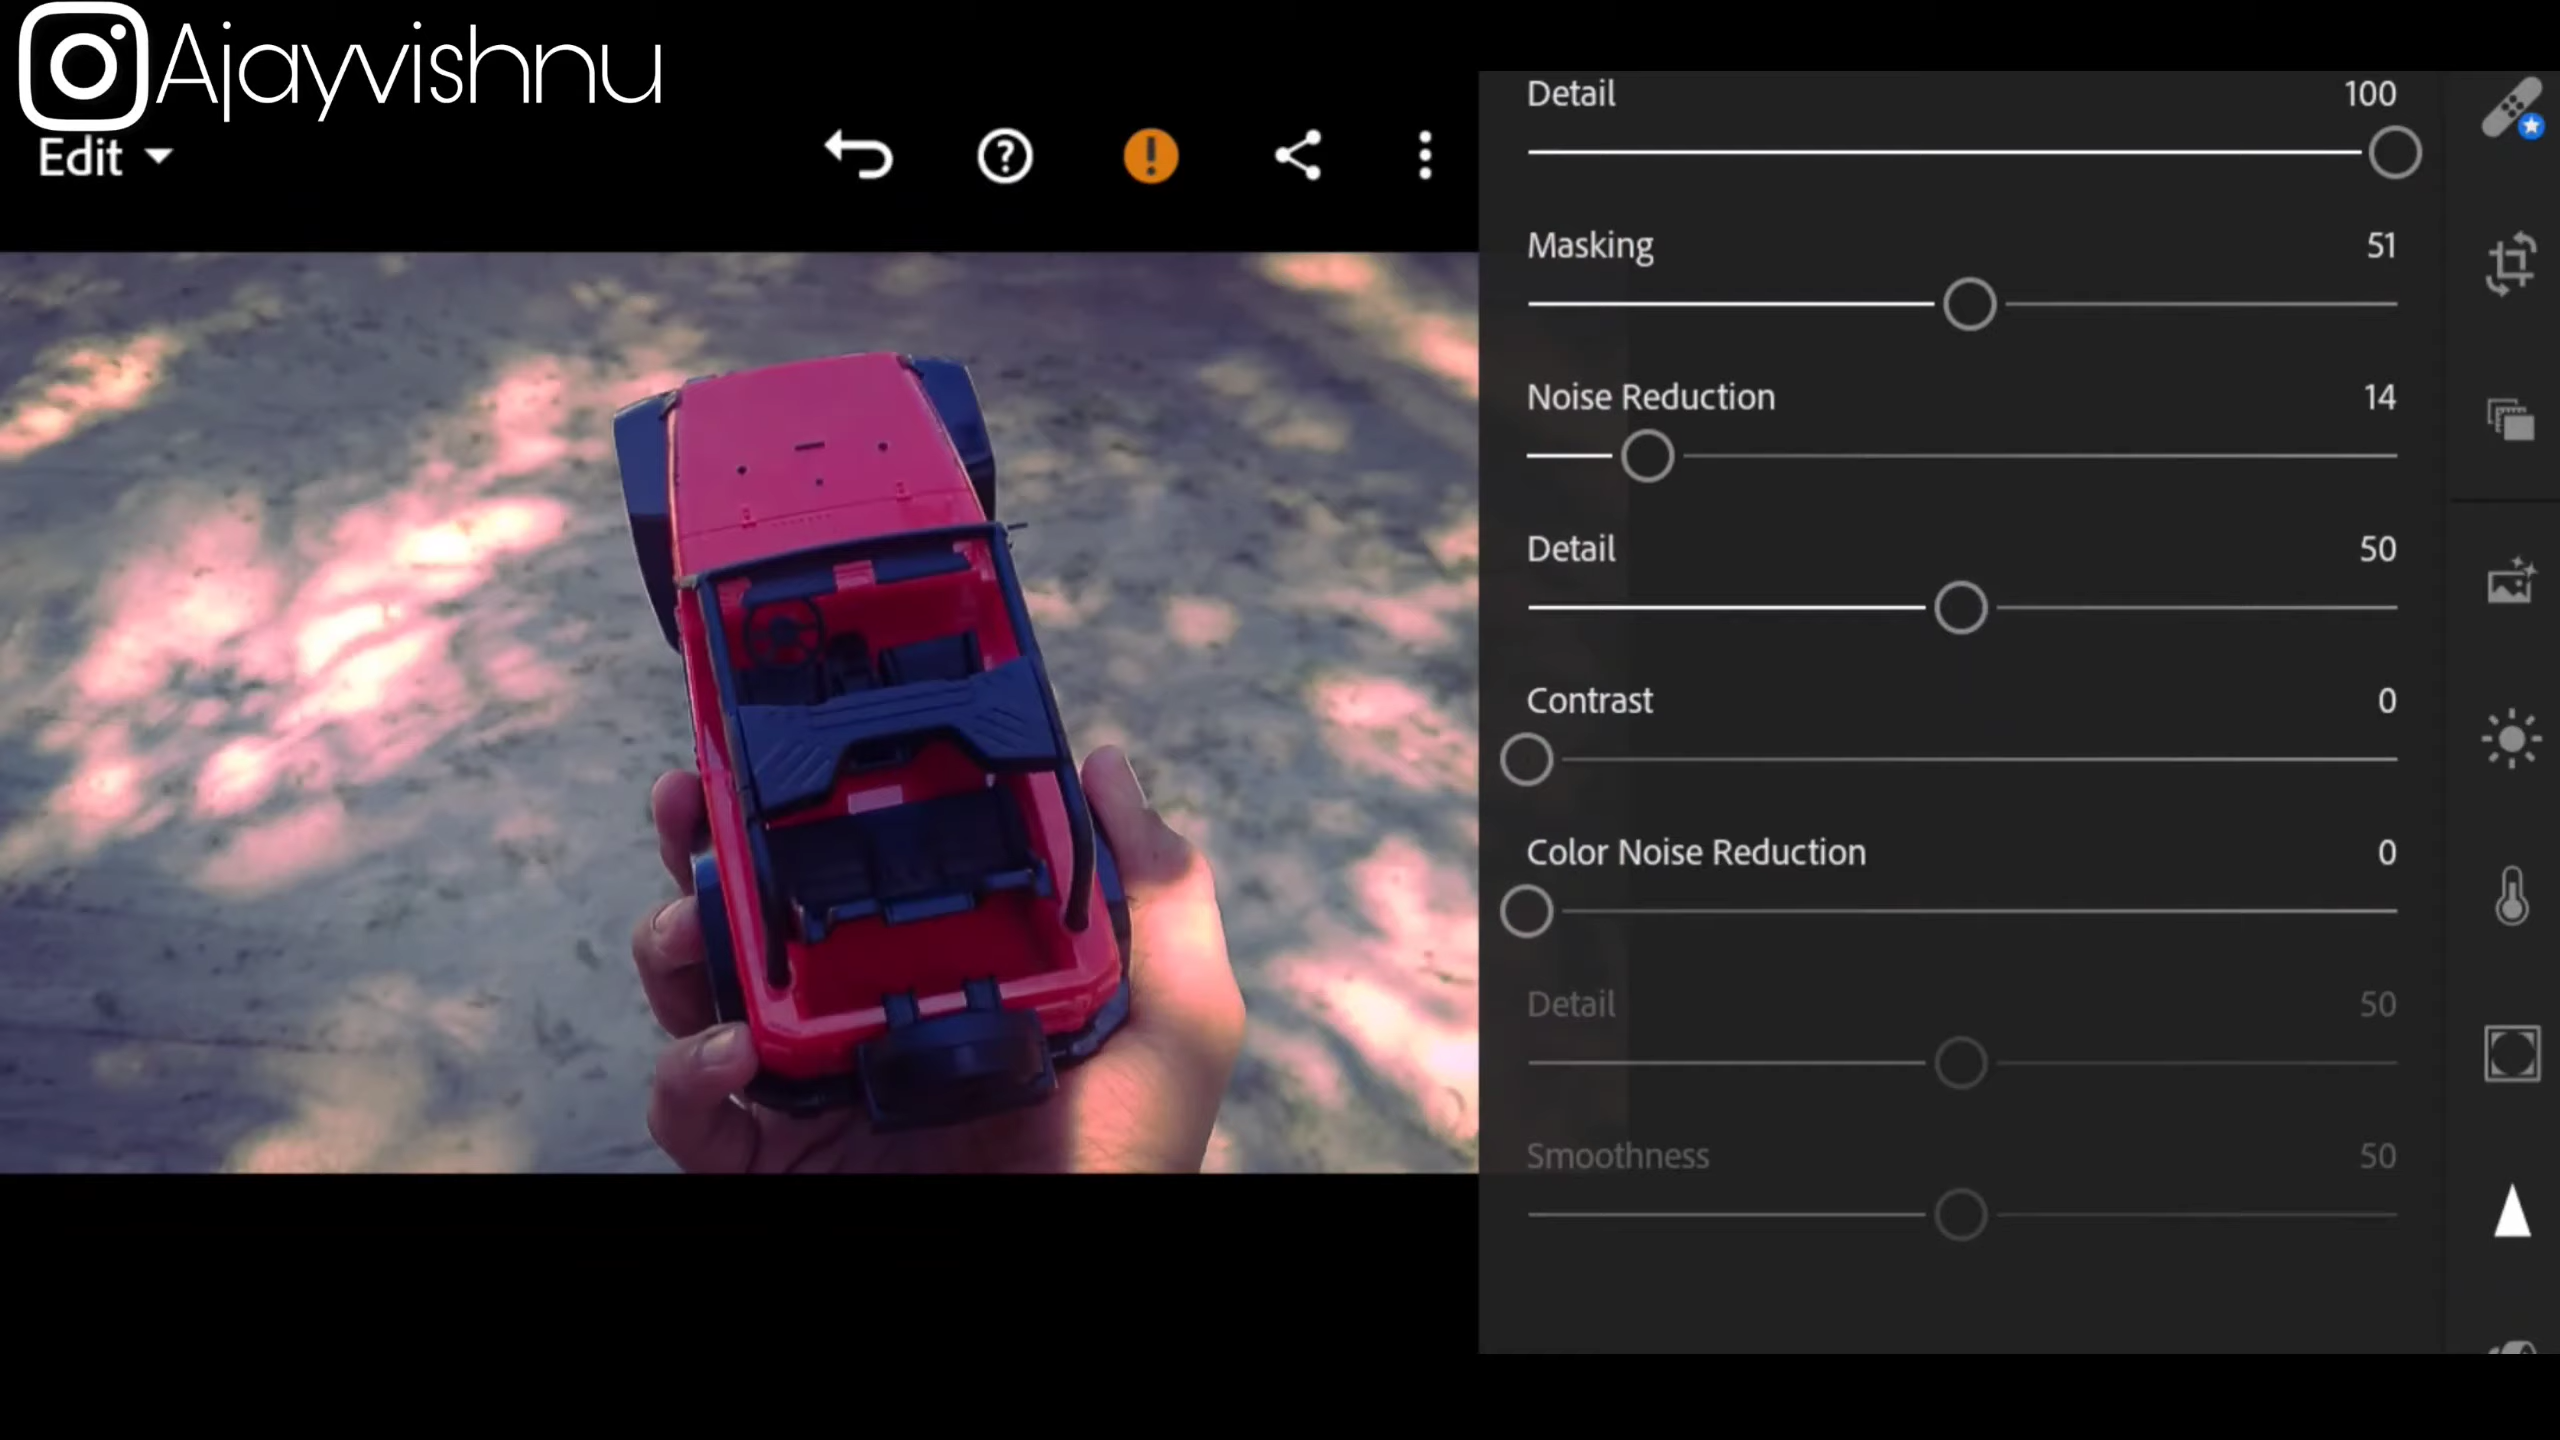 Ajayvishnu
Edit
Detail 100
Masking 51
Noise Reduction 14
Detail 50
Contrast 0
Color Noise Reduction 0
Detail 50
Smoothness 50